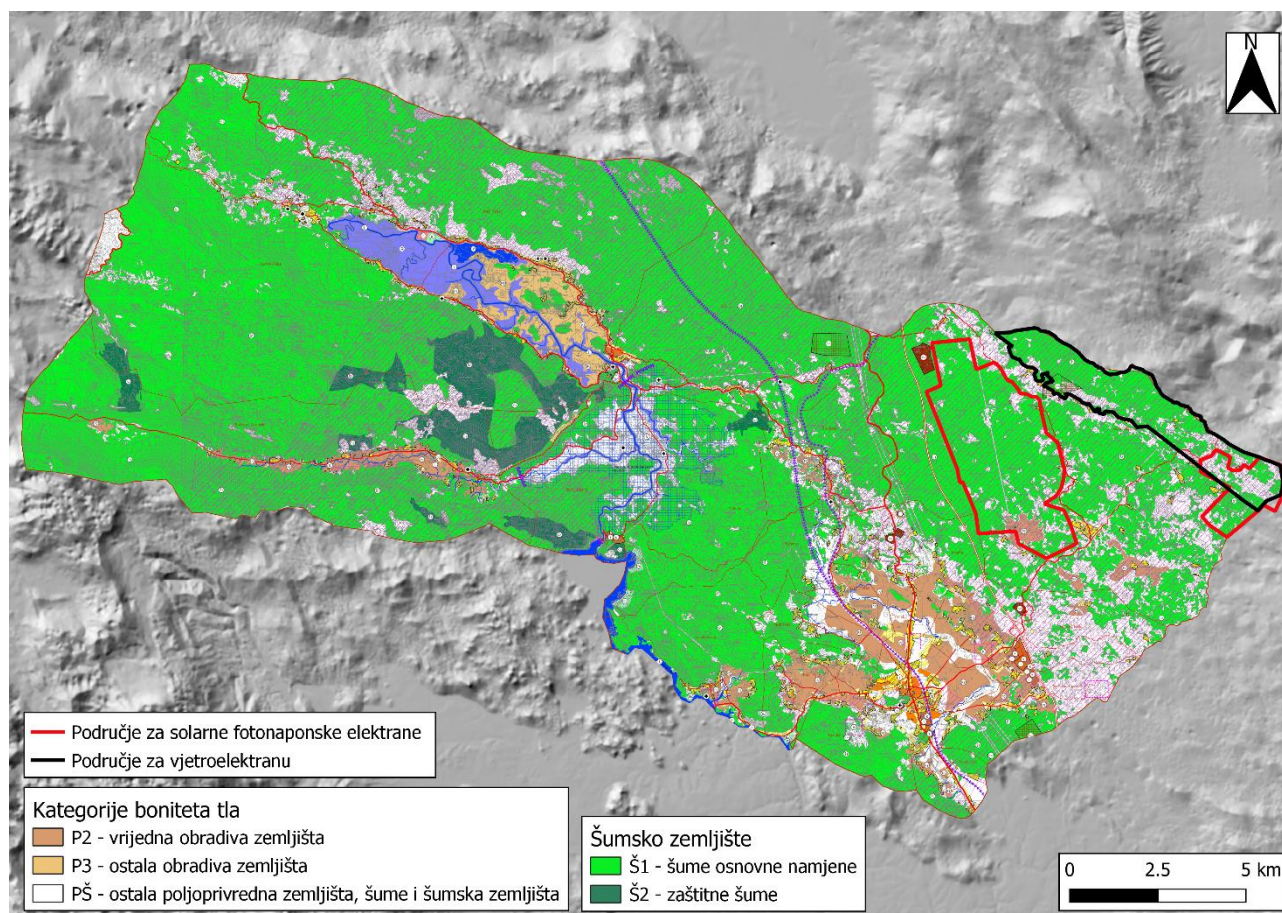 N
Područje za solarne fotonaponske elektrane
Područje za vjetroelektranu
Kategorije boniteta tla
P2 - vrijedna obradiva zemljišta
P3 - ostala obradiva zemljišta
PŠ - ostala poljoprivredna zemljišta, šume i šumska zemljišta
Šumsko zemljište
Š1 - šume osnovne namjene
Š2 - zaštitne šume
0 2.5 5 km